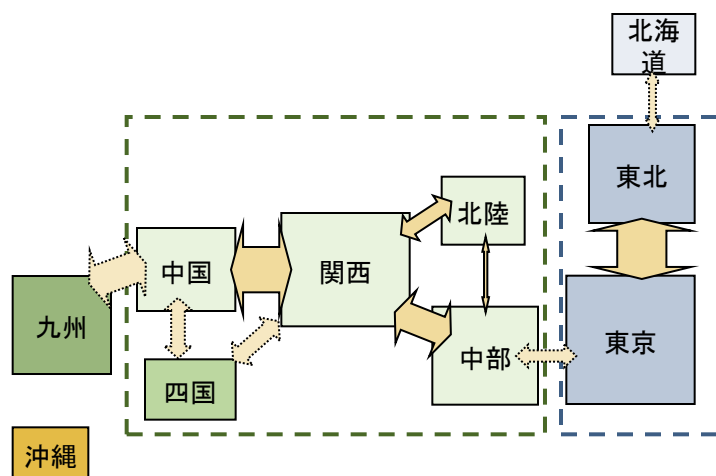 北海
道
東北
北陸
中国
関西
九州
東京
中部
四国
沖縄